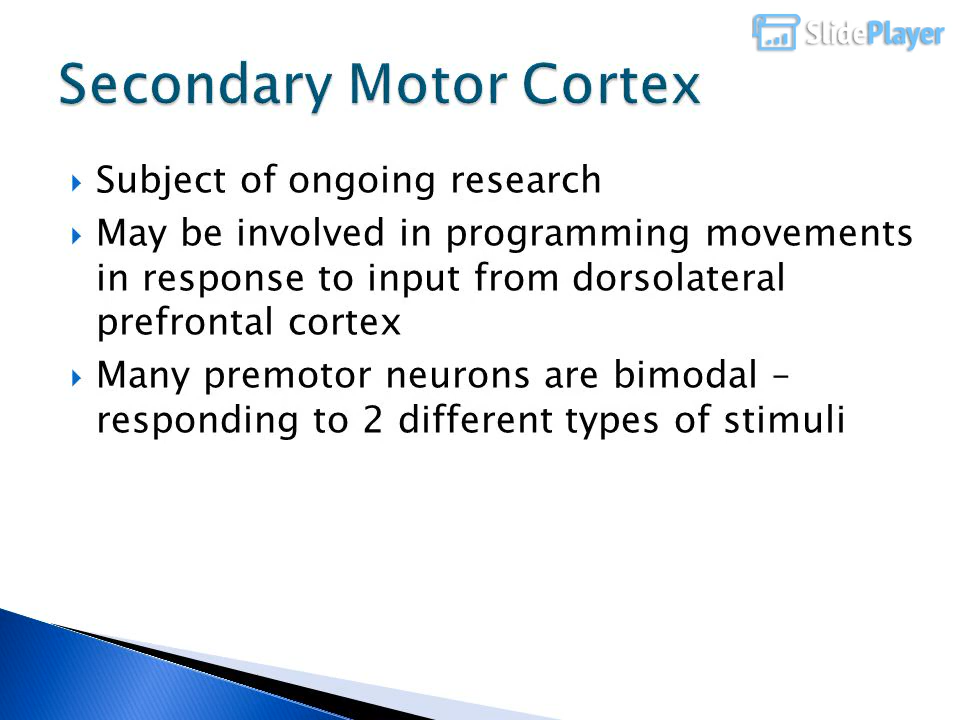 SlidePlayer
Secondary Motor Cortex
Subject of ongoing research
May be involved in programming movements
in response to input from dorsolateral
prefrontal cortex
Many premotor neurons are bimodal –
responding to 2 different types of stimuli